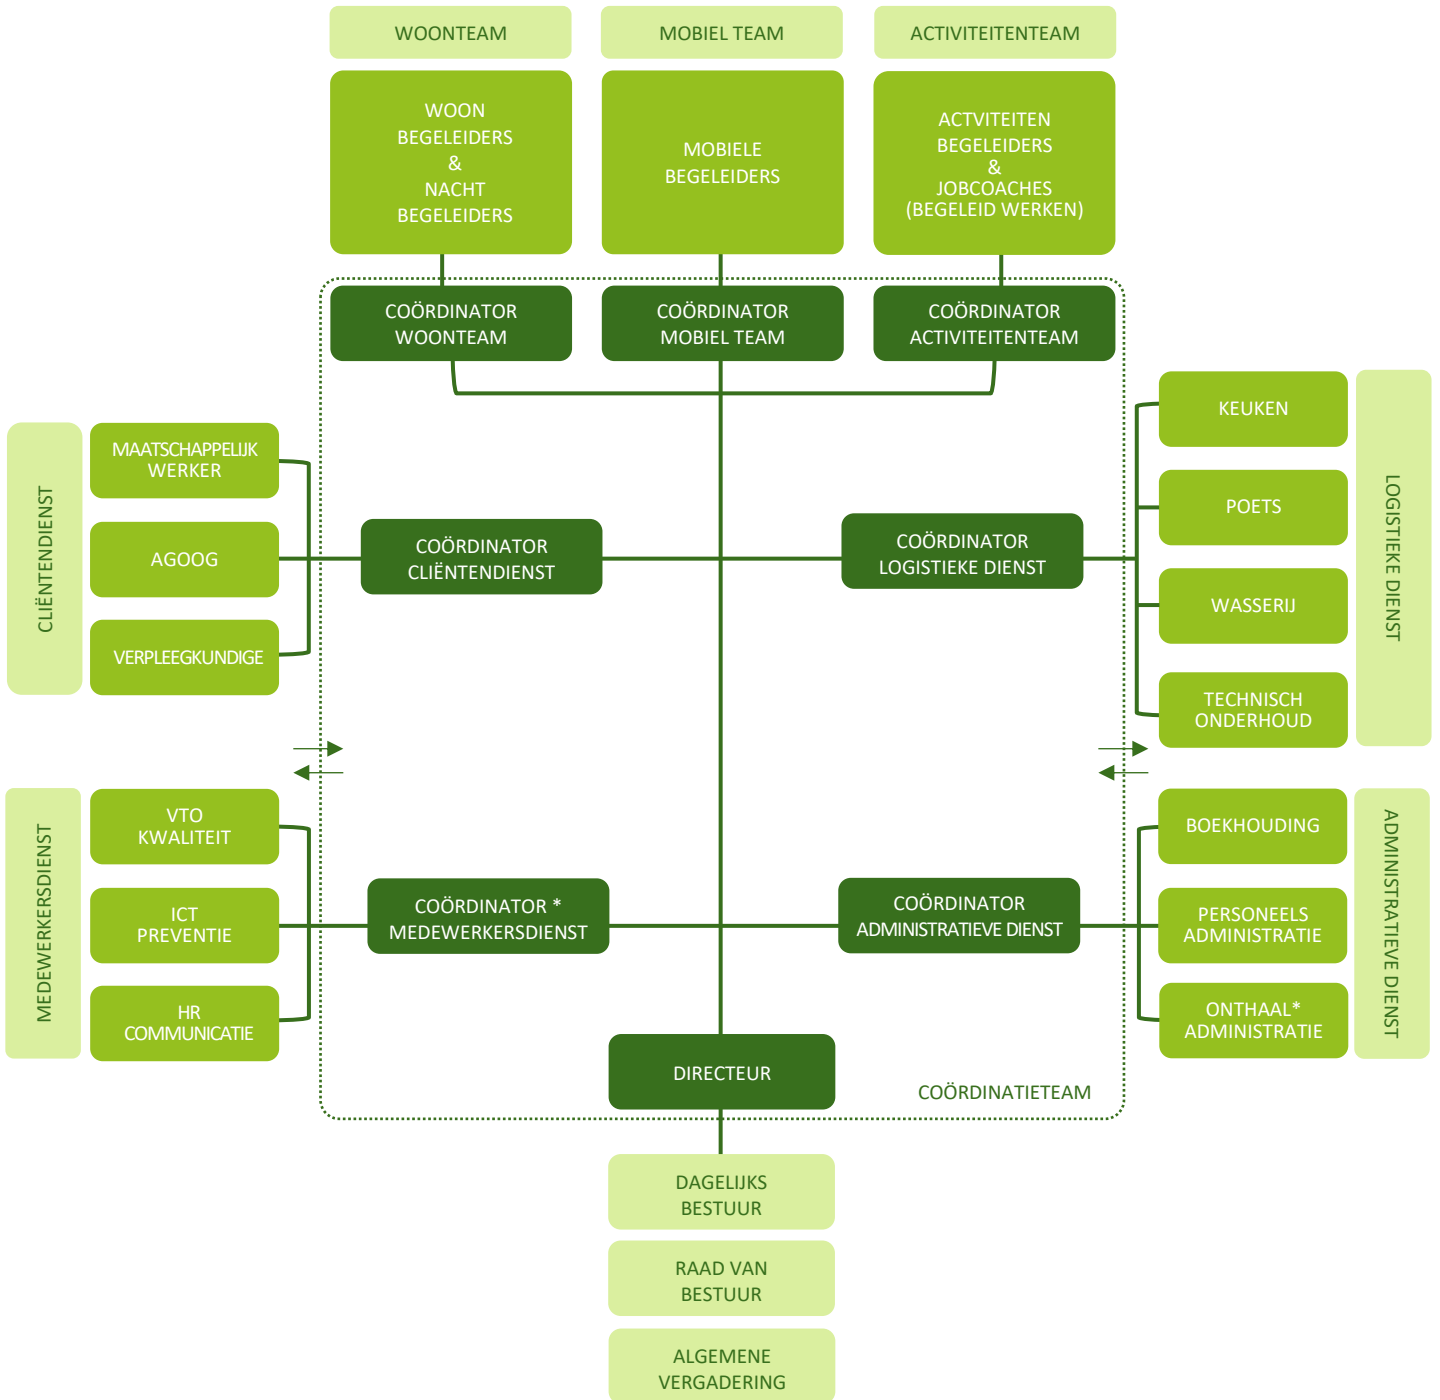 WOONTEAM
MOBIEL TEAM
ACTIVITEITENTEAM
WOON
BEGELEIDERS
&
NACHT
BEGELEIDERS
MOBIELE
BEGELEIDERS
ACTVITEITEN
BEGELEIDERS
&
JOBCOACHES
(BEGELEID WERKEN)
COÖRDINATOR
WOONTEAM
COÖRDINATOR
MOBIEL TEAM
COÖRDINATOR
ACTIVITEITENTEAM
CLIËNTENDIENST
MAATSCHAPPELIJK
WERKER
AGOOG
VERPLEEGKUNDIGE
COÖRDINATOR
CLIËNTENDIENST
COÖRDINATOR
LOGISTIEKE DIENST
KEUKEN
POETS
WASSERIJ
TECHNISCH
ONDERHOUD
LOGISTIEKE DIENST
MEDEWERKERSDIENST
VTO
KWALITEIT
ICT
PREVENTIE
HR
COMMUNICATIE
COÖRDINATOR *
MEDEWERKERSDIENST
COÖRDINATOR
ADMINISTRATIEVE DIENST
BOEKHOUDING
PERSONEELS
ADMINISTRATIE
ONTHAAL*
ADMINISTRATIE
ADMINISTRATIEVE DIENST
DIRECTEUR
COÖRDINATIETEAM
DAGELIJKS
BESTUUR
RAAD VAN
BESTUUR
ALGEMENE
VERGADERING